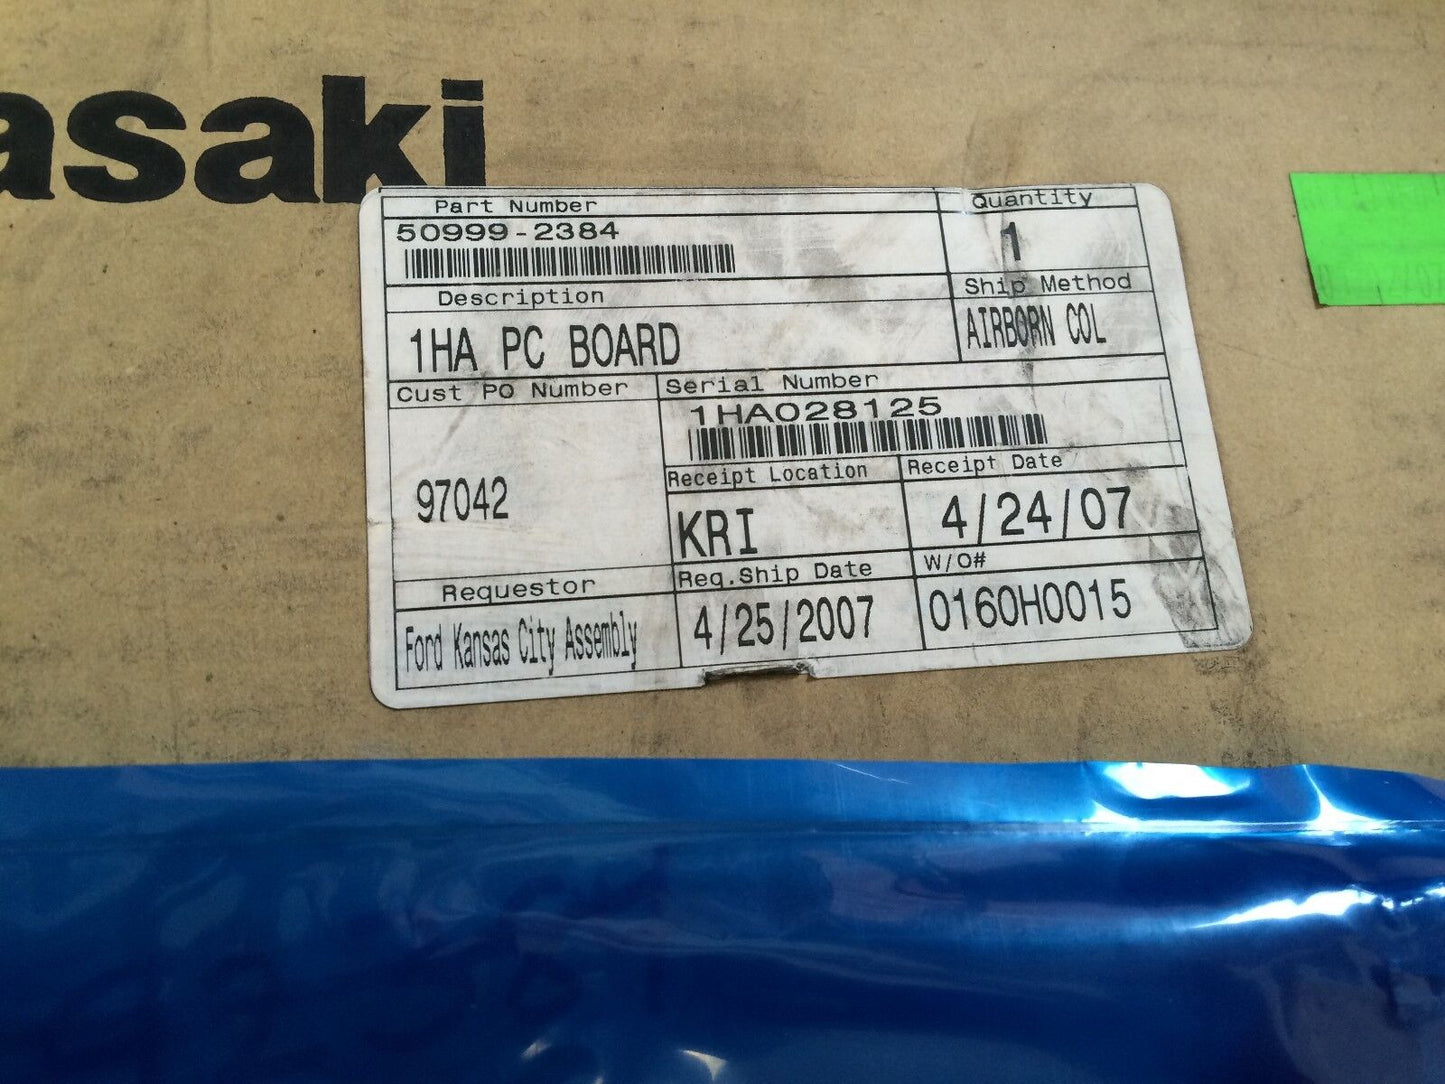 asaki
Part Number
50999-2384
Quantity
1
Description
1HA PC BOARD
Ship Method
AIRBORN COL
Cust PO Number
97042
Serial Number
1HA028125
Receipt Location
KRI
Receipt Date
4/24/07
Requestor
Ford Kansas City Assembly
Req.Ship Date
4/25/2007
W/O#
0160H0015